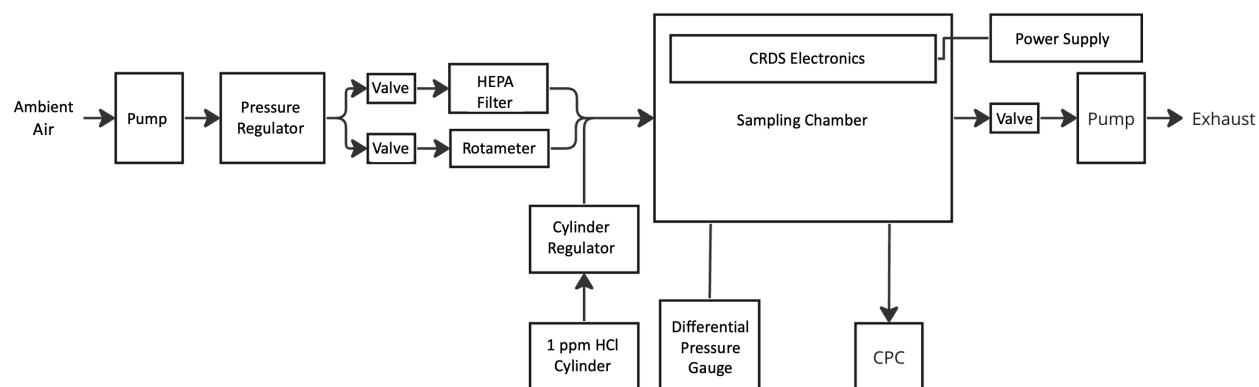 Ambient
Air
Pump
Pressure
Regulator
Valve
HEPA
Filter
Valve
Rotameter
Cylinder
Regulator
1 ppm HCl
Cylinder
CRDS Electronics
Sampling Chamber
Power Supply
Valve
Pump
Exhaust
Differential
Pressure
Gauge
CPC